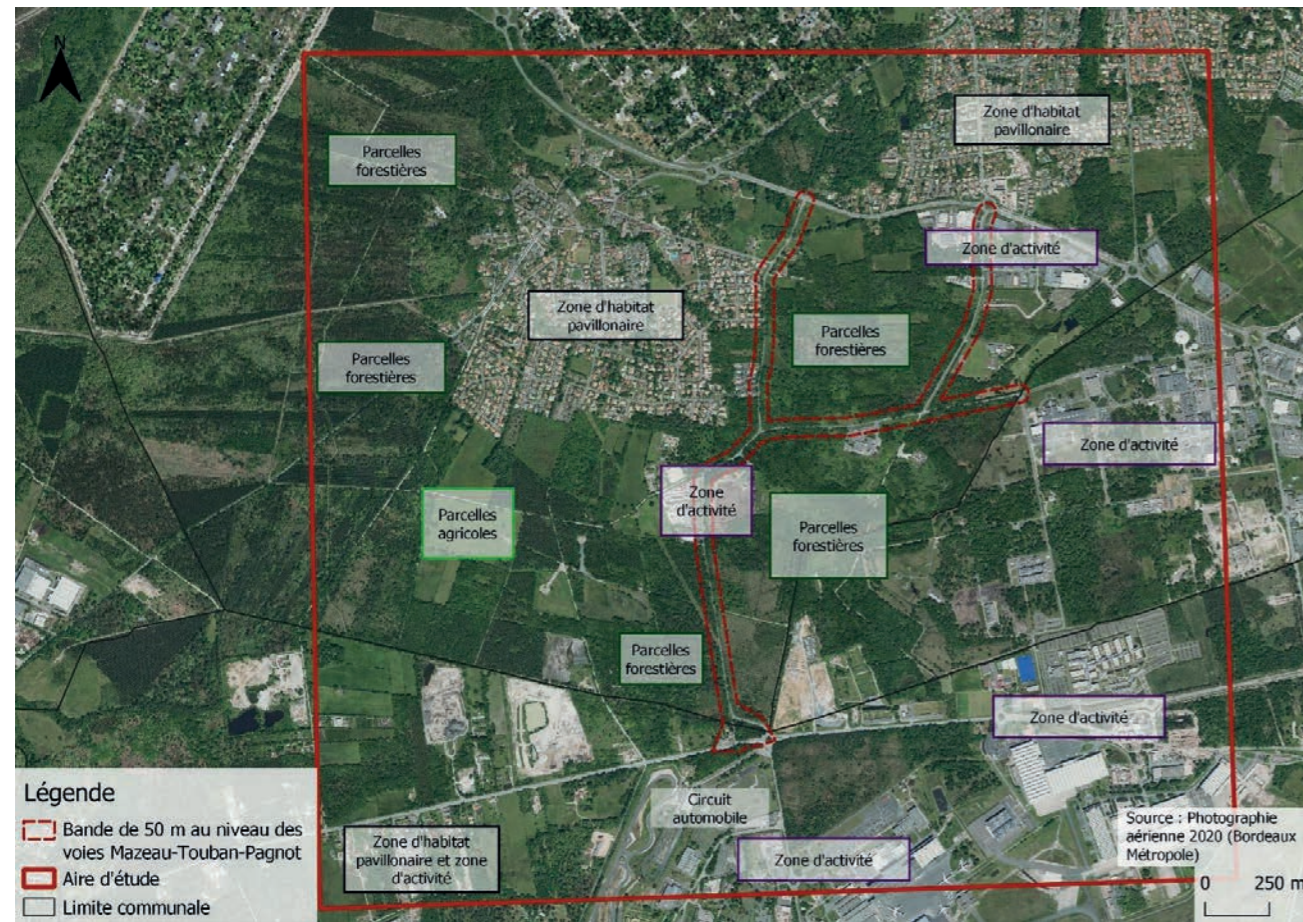 N
Zone d'habitat
pavillonaire
Parcelles
forestières
Zone d'activité
Zone d'habitat
pavillonaire
Parcelles
forestières
Parcelles
forestières
Zone d'activité
Zone
d'activité
Parcelles
agricoles
Parcelles
forestières
Parcelles
forestières
Zone d'activité
Circuit
automobile
Zone d'habitat
pavillonaire et zone
d'activité
Zone d'activité
Légende
Bande de 50 m au niveau des
voies Mazeau-Touban-Pagnot
Aire d'étude
Limite communale
Source : Photographie
aérienne 2020 (Bordeaux
Métropole)
0 250 m